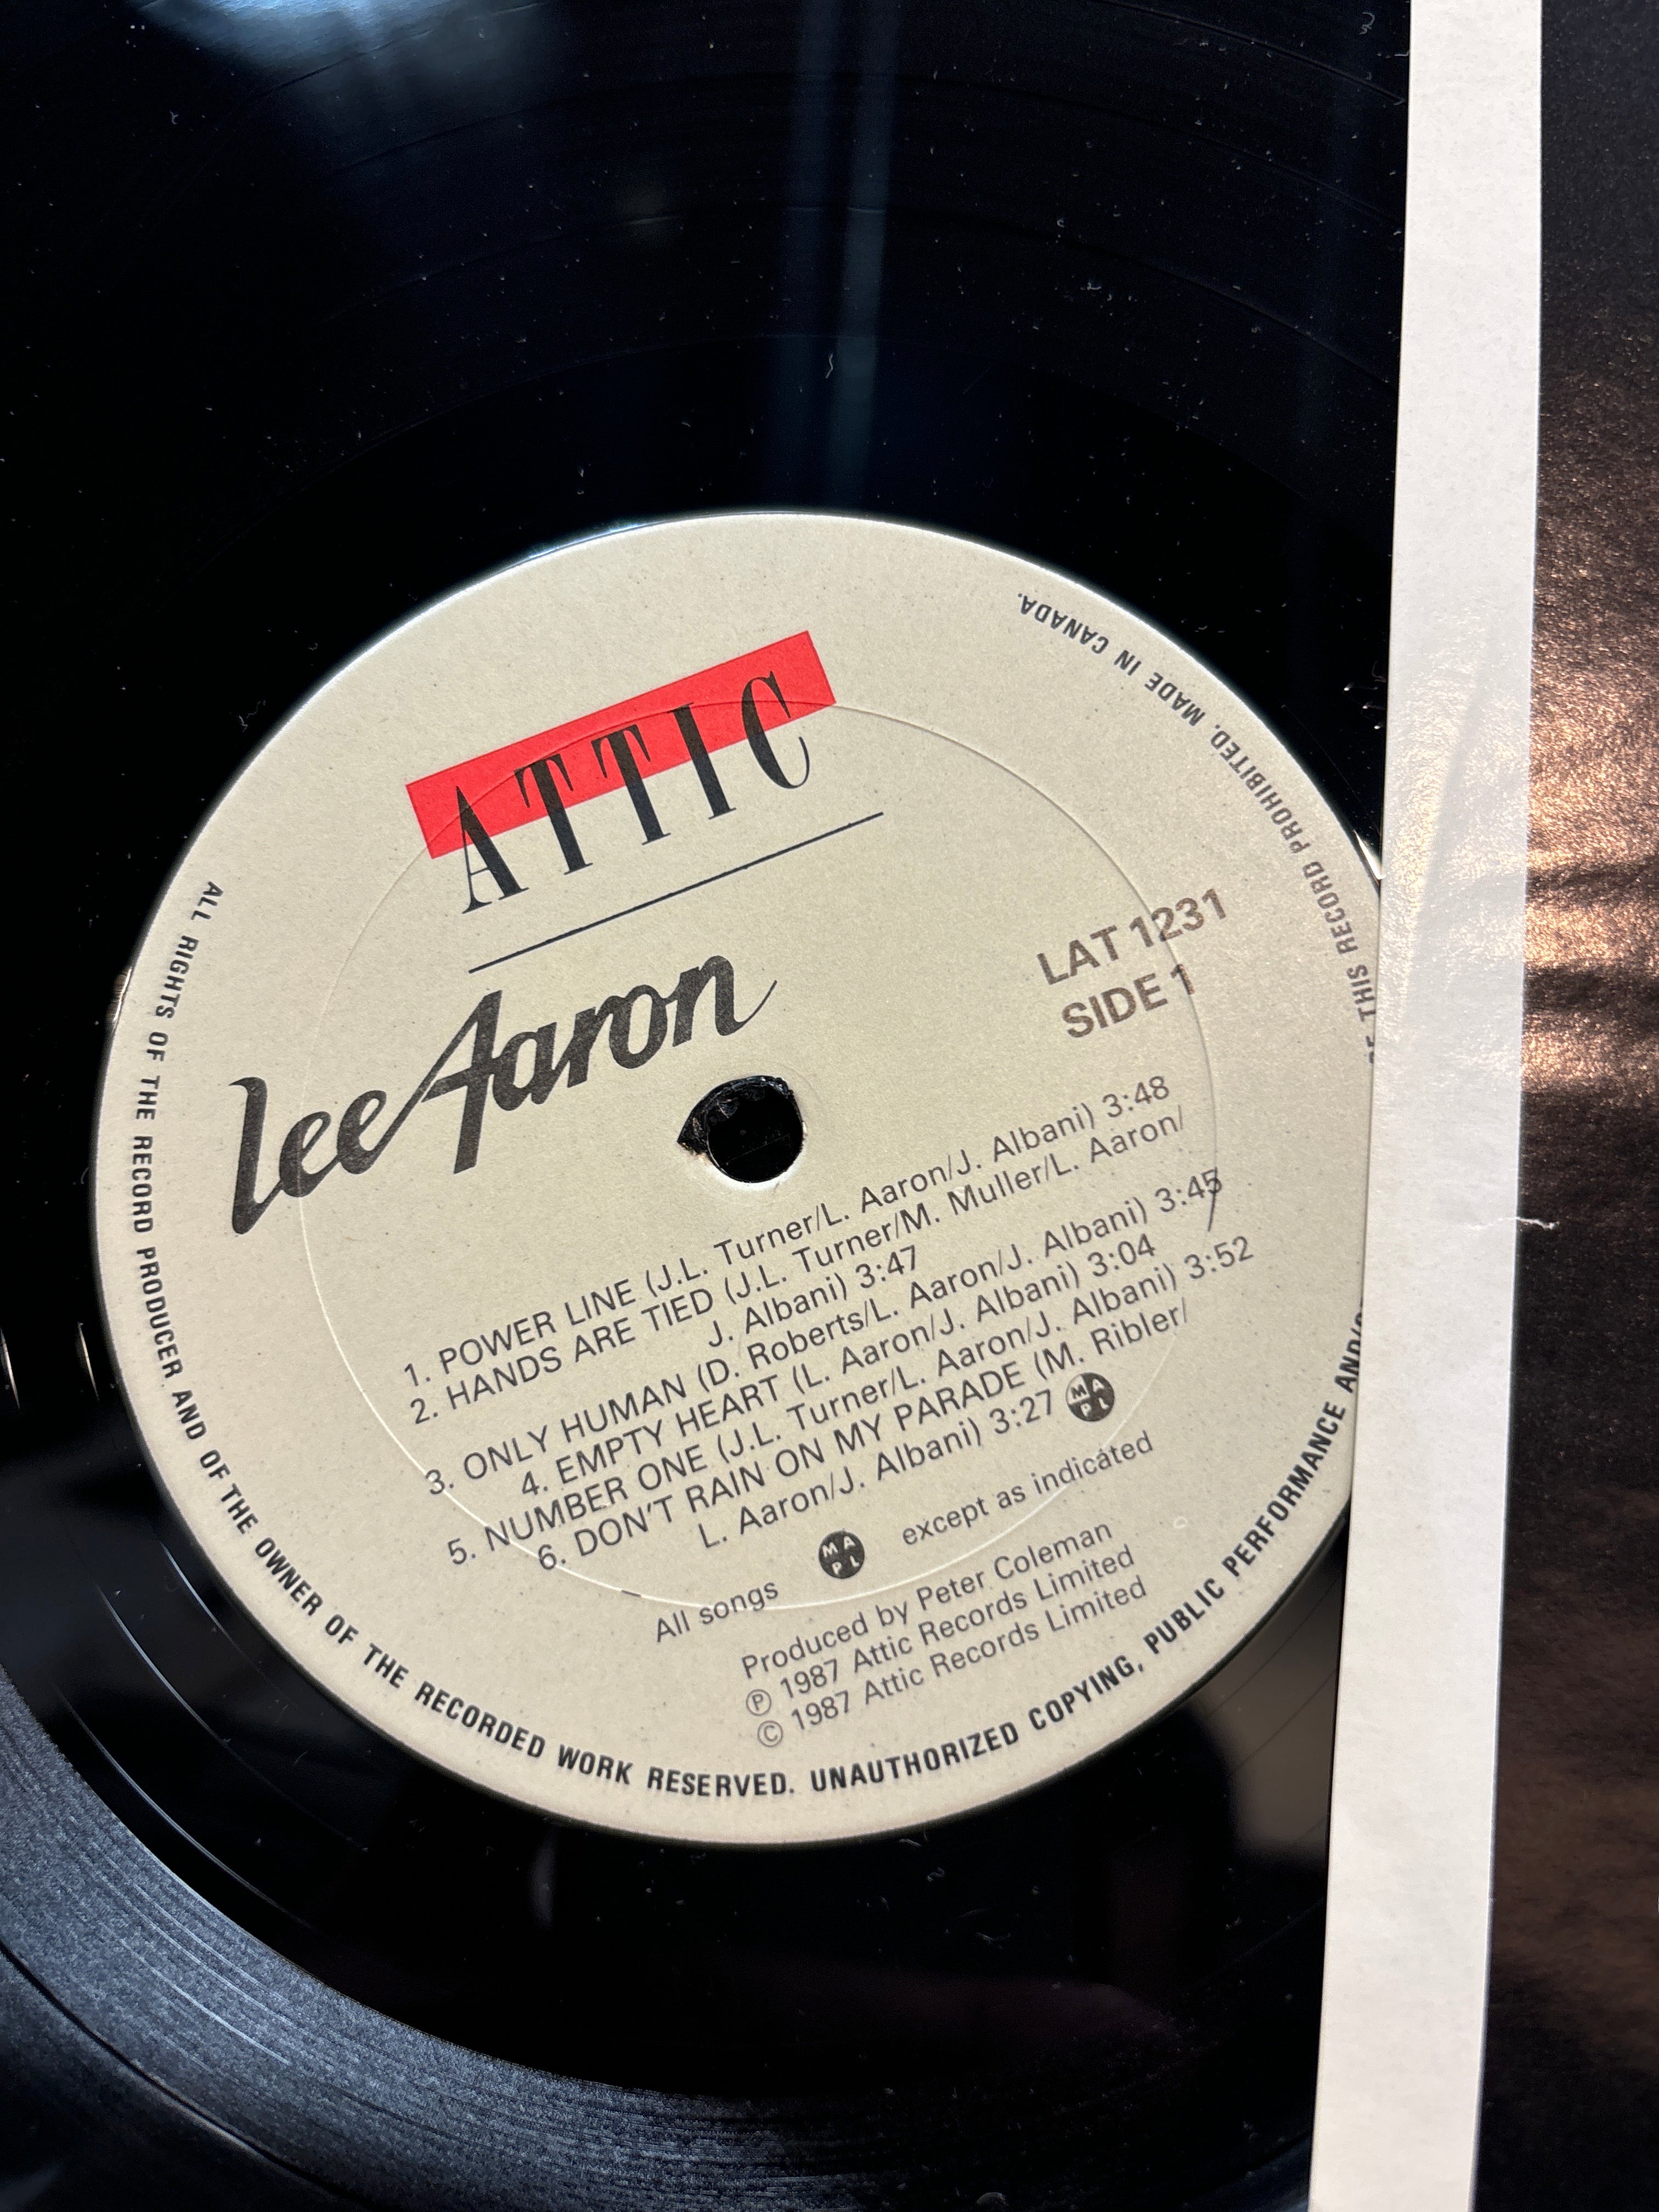 ATTIC
Lee Aaron
LAT 1231
SIDE 1
1. POWER LINE (J.L. Turner/L. Aaron/J. Albani) 3:48
2. HANDS ARE TIED (J.L. Turner/M. Muller/L. Aaron/
J. Albani) 3:47
3. ONLY HUMAN (D. Roberts/L. Aaron/J. Albani) 3:45
4. EMPTY HEART (L. Aaron/J. Albani) 3:04
5. NUMBER ONE (J.L. Turner/L. Aaron/J. Albani) 3:52
6. DON'T RAIN ON MY PARADE (M. Ribler/
L. Aaron/J. Albani) 3:27 MAPL
All songs MAPL except as indicated
Produced by Peter Coleman
Ⓟ 1987 Attic Records Limited
© 1987 Attic Records Limited
ALL RIGHTS OF THE RECORD PRODUCER AND OF THE OWNER OF THE RECORDED WORK RESERVED. UNAUTHORIZED COPYING, PUBLIC PERFORMANCE THIS RECORD PROHIBITED. MADE IN CANADA.